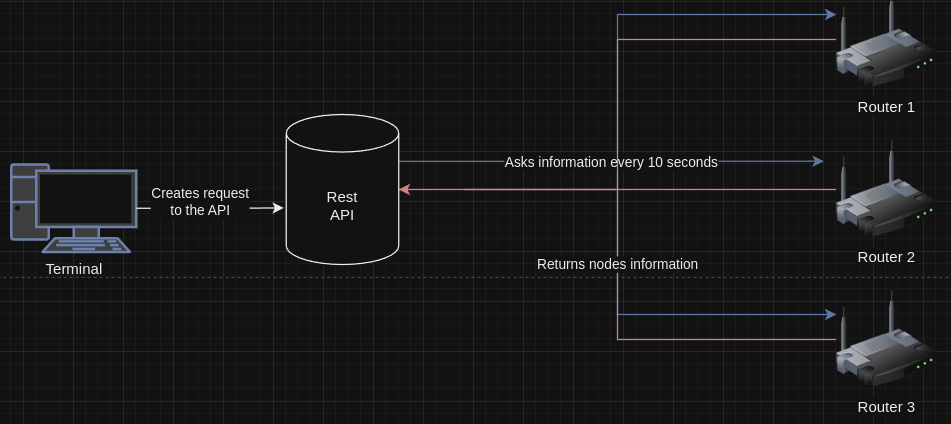 Router 1
Asks information every 10 seconds
Creates request
to the API
Rest
API
Router 2
Terminal
Returns nodes information
Router 3